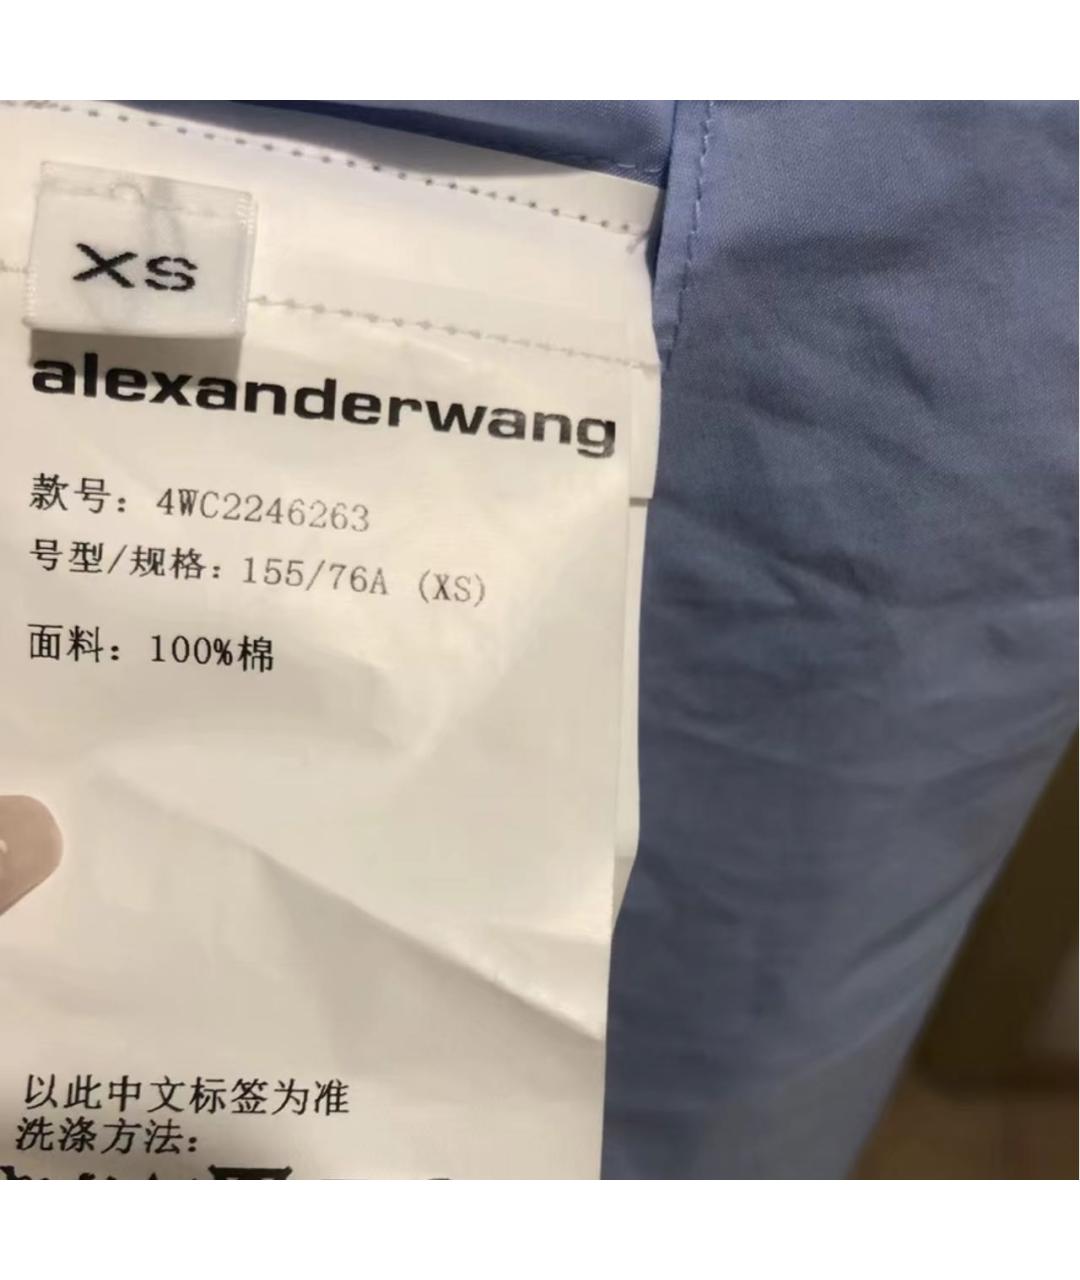 XS
alexanderwang
款号: 4WC2246263
号型/规格: 155/76A (XS)
面料: 100%棉
以此中文标签为准
洗涤方法: